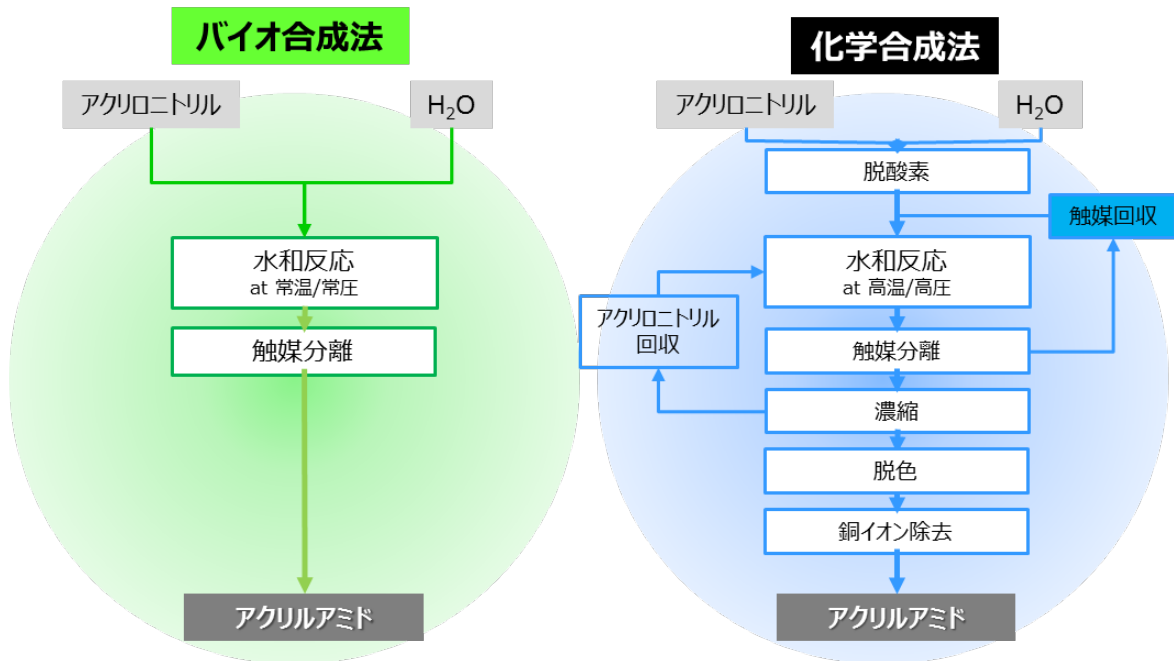 バイオ合成法
アクリロニトリル
H₂O
水和反応
at 常温/常圧
触媒分離
アクリルアミド
化学合成法
アクリロニトリル
H₂O
脱酸素
触媒回収
水和反応
at 高温/高圧
アクリロニトリル
回収
触媒分離
濃縮
脱色
銅イオン除去
アクリルアミド